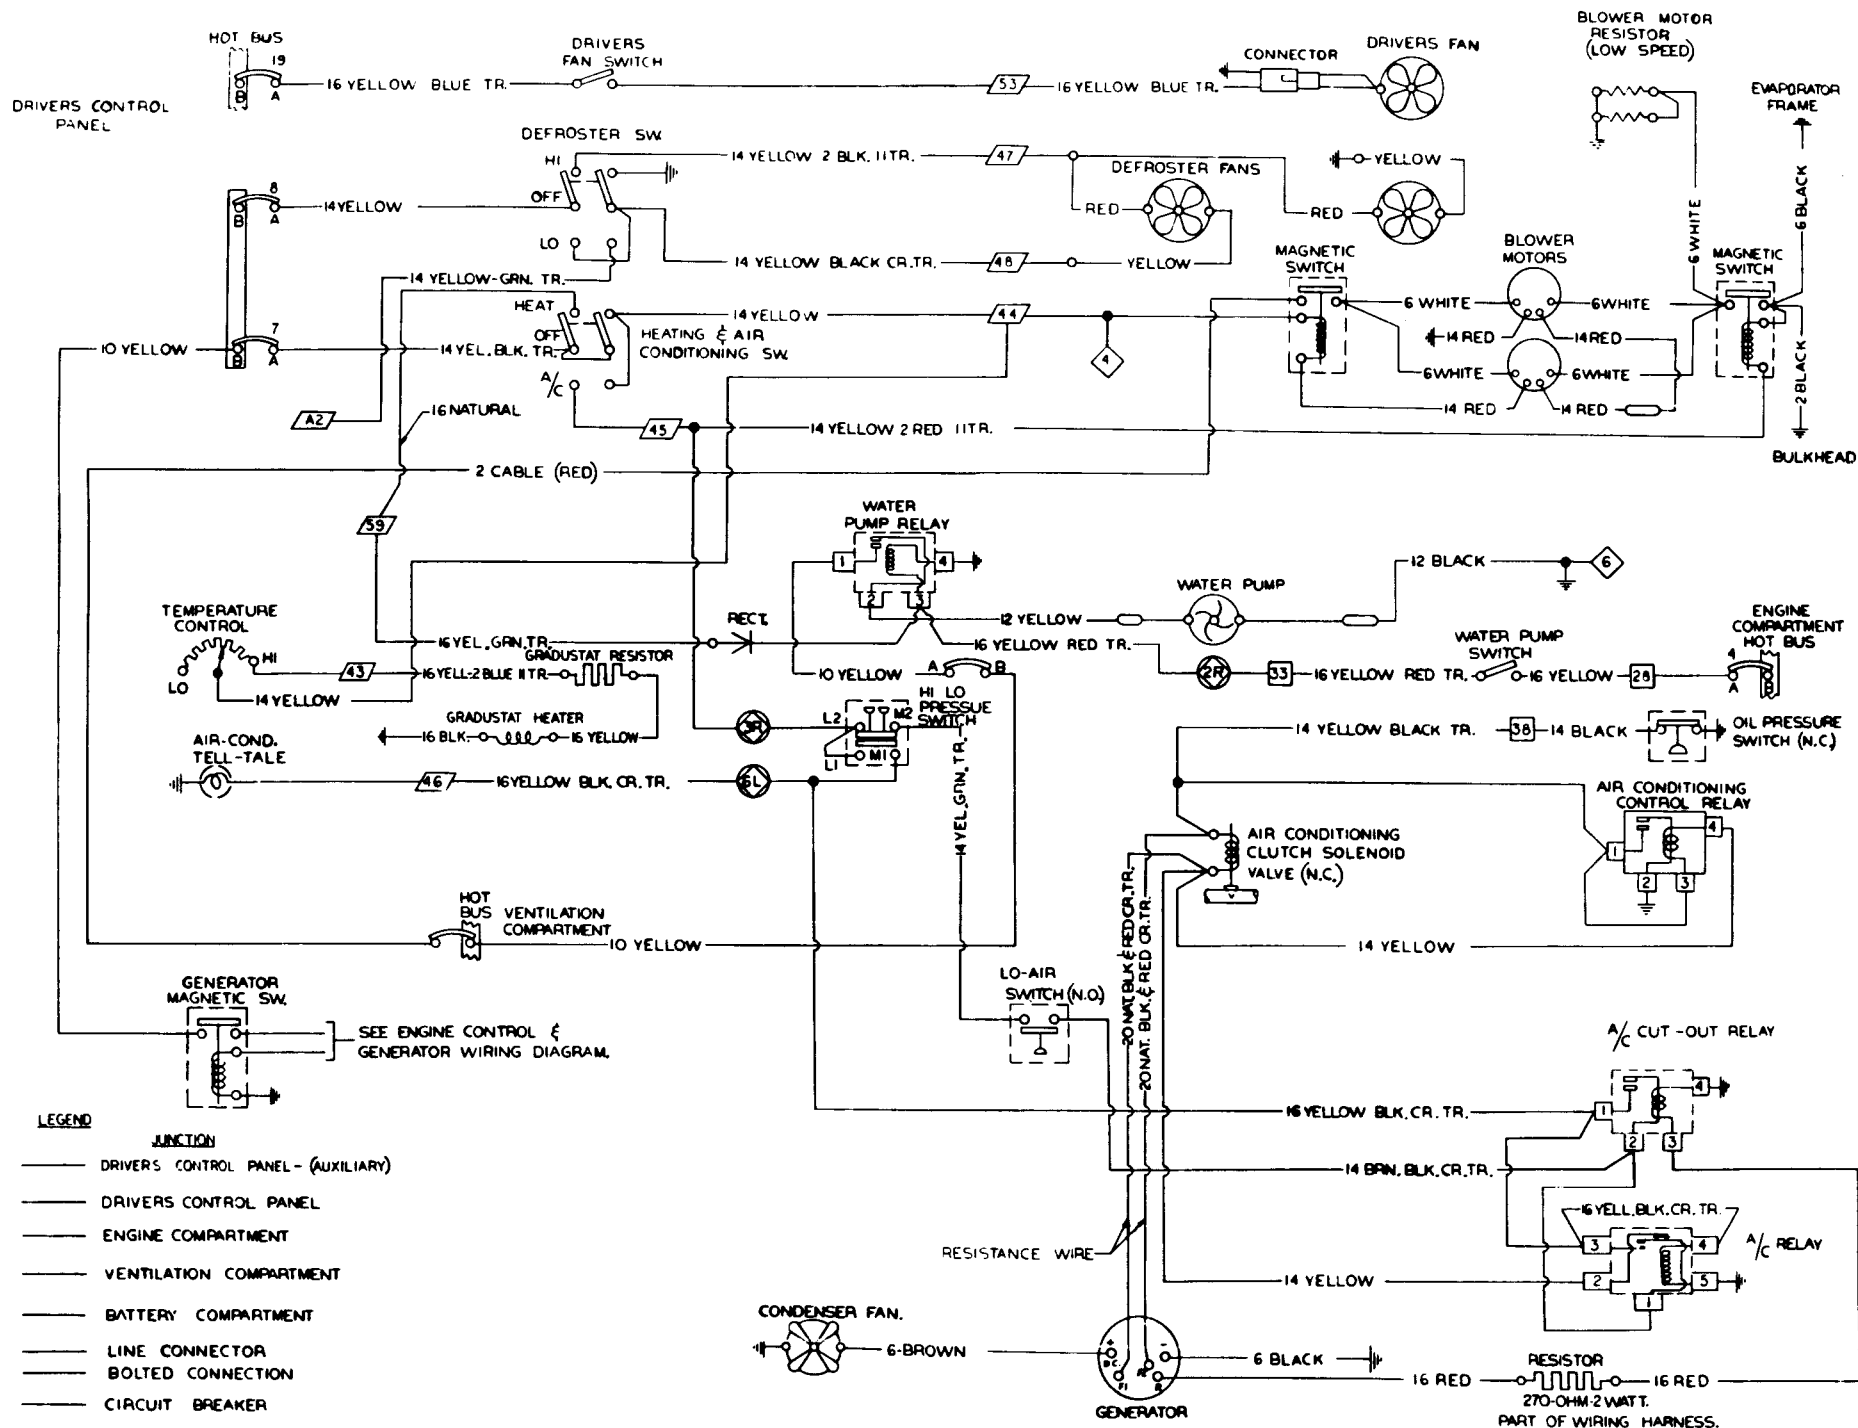 HOT BUS
19
B
A
16 YELLOW BLUE TR.
DRIVERS
FAN SWITCH
53
16 YELLOW BLUE TR.
CONNECTOR
DRIVERS FAN
BLOWER MOTOR
RESISTOR
(LOW SPEED)
EVAPORATOR
FRAME
DRIVERS CONTROL
PANEL
DEFROSTER SW.
HI
OFF
LO
14 YELLOW 2 BLK. II TR.
47
DEFROSTER FANS
YELLOW
RED
RED
8
B
A
14 YELLOW
14 YELLOW BLACK CR. TR.
48
YELLOW
14 YELLOW-GRN. TR.
MAGNETIC
SWITCH
BLOWER
MOTORS
6 WHITE
6 BLACK
MAGNETIC
SWITCH
6 WHITE
6 WHITE
14 RED
14 RED
6 WHITE
6 WHITE
14 RED
14 RED
2 BLACK
BULKHEAD
HEAT
OFF
A/C
14 YELLOW
44
4
HEATING & AIR
CONDITIONING SW.
10 YELLOW
7
B
A
14 YEL. BLK. TR.
A2
16 NATURAL
45
14 YELLOW 2 RED II TR.
2 CABLE (RED)
59
WATER
PUMP RELAY
1
4
2
3
12 YELLOW
WATER PUMP
12 BLACK
6
TEMPERATURE
CONTROL
HI
LO
16 YEL. GRN. TR.
RECT.
16 YELLOW RED TR.
2R
33
16 YELLOW RED TR.
WATER PUMP
SWITCH
16 YELLOW
28
ENGINE
COMPARTMENT
HOT BUS
4
A
B
GRADUSTAT RESISTOR
43
16 YELL-2 BLUE II TR.
14 YELLOW
10 YELLOW
A
B
HI LO
PRESSUE
SWITCH
GRADUSTAT HEATER
16 BLK.
16 YELLOW
3R
L2
M2
L1
M1
14 YELLOW BLACK TR.
38
14 BLACK
OIL PRESSURE
SWITCH (N.C.)
AIR-COND.
TELL-TALE
46
16 YELLOW BLK. CR. TR.
6L
14 YEL. GRN. TR.
AIR CONDITIONING
CONTROL RELAY
1
4
2
3
AIR CONDITIONING
CLUTCH SOLENOID
VALVE (N.C.)
20 NAT. BLK & RED CR. TR.
20 NAT. BLK. & RED CR. TR.
HOT
BUS
VENTILATION
COMPARTMENT
10 YELLOW
14 YELLOW
GENERATOR
MAGNETIC SW.
SEE ENGINE CONTROL &
GENERATOR WIRING DIAGRAM.
LO-AIR
SWITCH (N.O.)
A/C CUT-OUT RELAY
1
4
2
3
16 YELLOW BLK. CR. TR.
14 BRN. BLK. CR. TR.
16 YELL. BLK. CR. TR.
A/C RELAY
3
4
2
5
1
14 YELLOW
RESISTANCE WIRE
LEGEND
JUNCTION
DRIVERS CONTROL PANEL - (AUXILIARY)
DRIVERS CONTROL PANEL
ENGINE COMPARTMENT
VENTILATION COMPARTMENT
BATTERY COMPARTMENT
LINE CONNECTOR
BOLTED CONNECTION
CIRCUIT BREAKER
CONDENSER FAN.
6-BROWN
+
D.C.
F1
F2
-
R
GENERATOR
6 BLACK
16 RED
RESISTOR
16 RED
270-OHM-2 WATT.
PART OF WIRING HARNESS.